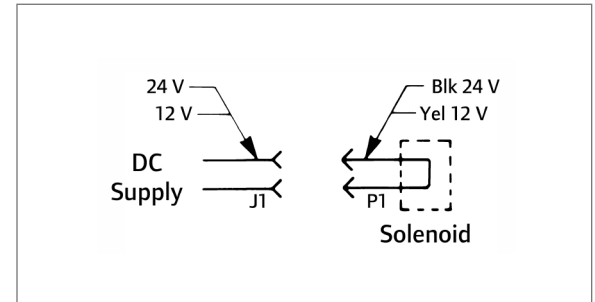 24 V
12 V
Blk 24 V
Yel 12 V
DC
Supply
J1
P1
Solenoid